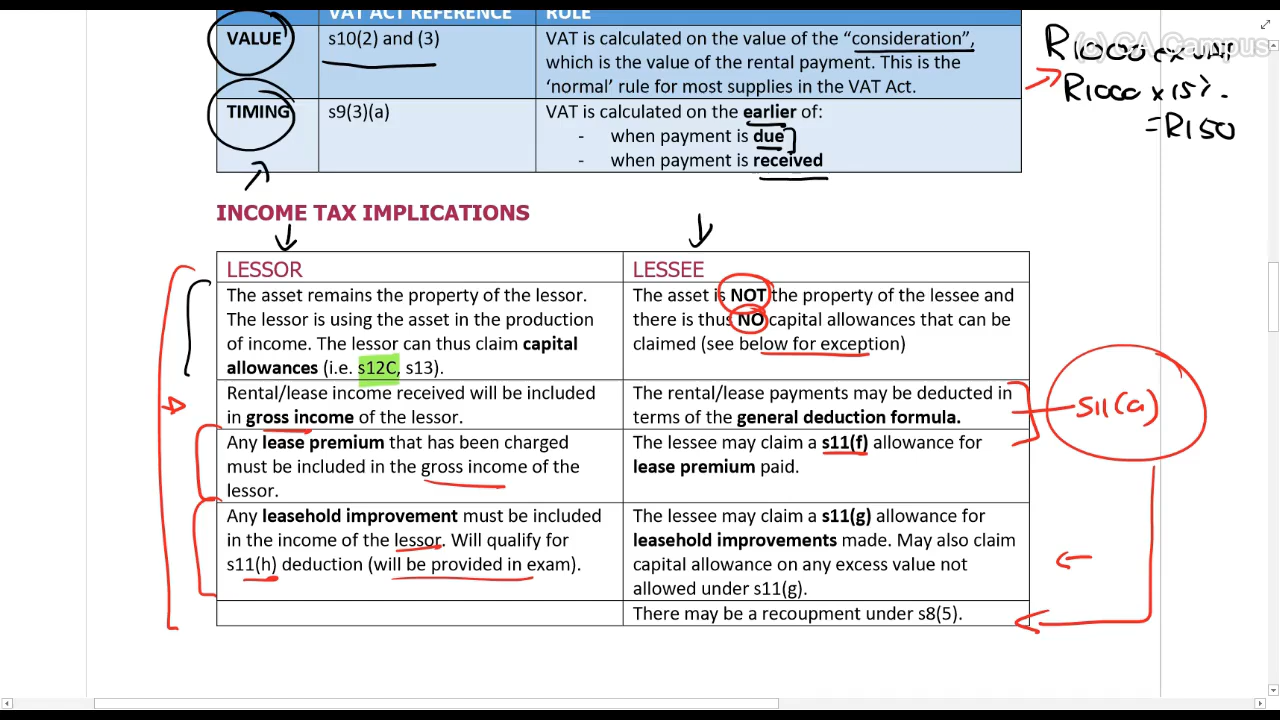 VAT ACT REFERENCE
RULE
VALUE
s10(2) and (3)
VAT is calculated on the value of the “consideration”,
which is the value of the rental payment. This is the
‘normal’ rule for most supplies in the VAT Act.
TIMING
s9(3)(a)
VAT is calculated on the earlier of:
- when payment is due
- when payment is received
(c) CA Campus
R1000 ex VAT
R1000 x 15%.
=R150
INCOME TAX IMPLICATIONS
LESSOR
The asset remains the property of the lessor.
The lessor is using the asset in the production
of income. The lessor can thus claim capital
allowances (i.e. s12C, s13).
LESSEE
The asset is NOT the property of the lessee and
there is thus NO capital allowances that can be
claimed (see below for exception)
Rental/lease income received will be included
in gross income of the lessor.
The rental/lease payments may be deducted in
terms of the general deduction formula.
S11(a)
Any lease premium that has been charged
must be included in the gross income of the
lessor.
The lessee may claim a s11(f) allowance for
lease premium paid.
Any leasehold improvement must be included
in the income of the lessor. Will qualify for
s11(h) deduction (will be provided in exam).
The lessee may claim a s11(g) allowance for
leasehold improvements made. May also claim
capital allowance on any excess value not
allowed under s11(g).
There may be a recoupment under s8(5).